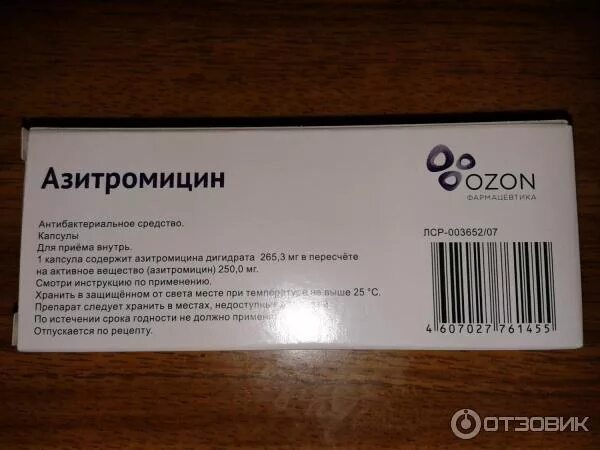 Азитромицин
OZON
ФАРМАЦЕВТИКА
Антибактериальное средство.
Капсулы
Для приёма внутрь.
1 капсула содержит азитромицина дигидрата 265,3 мг в пересчёте
на активное вещество (азитромицин) 250,0 мг.
Смотри инструкцию по применению.
Хранить в защищённом от света месте при температуре не выше 25 °С.
Препарат следует хранить в местах,
По истечении срока годности не должно
Отпускается по рецепту.
ЛСР-003652/07
4 607027 761455
ОТЗОВИК